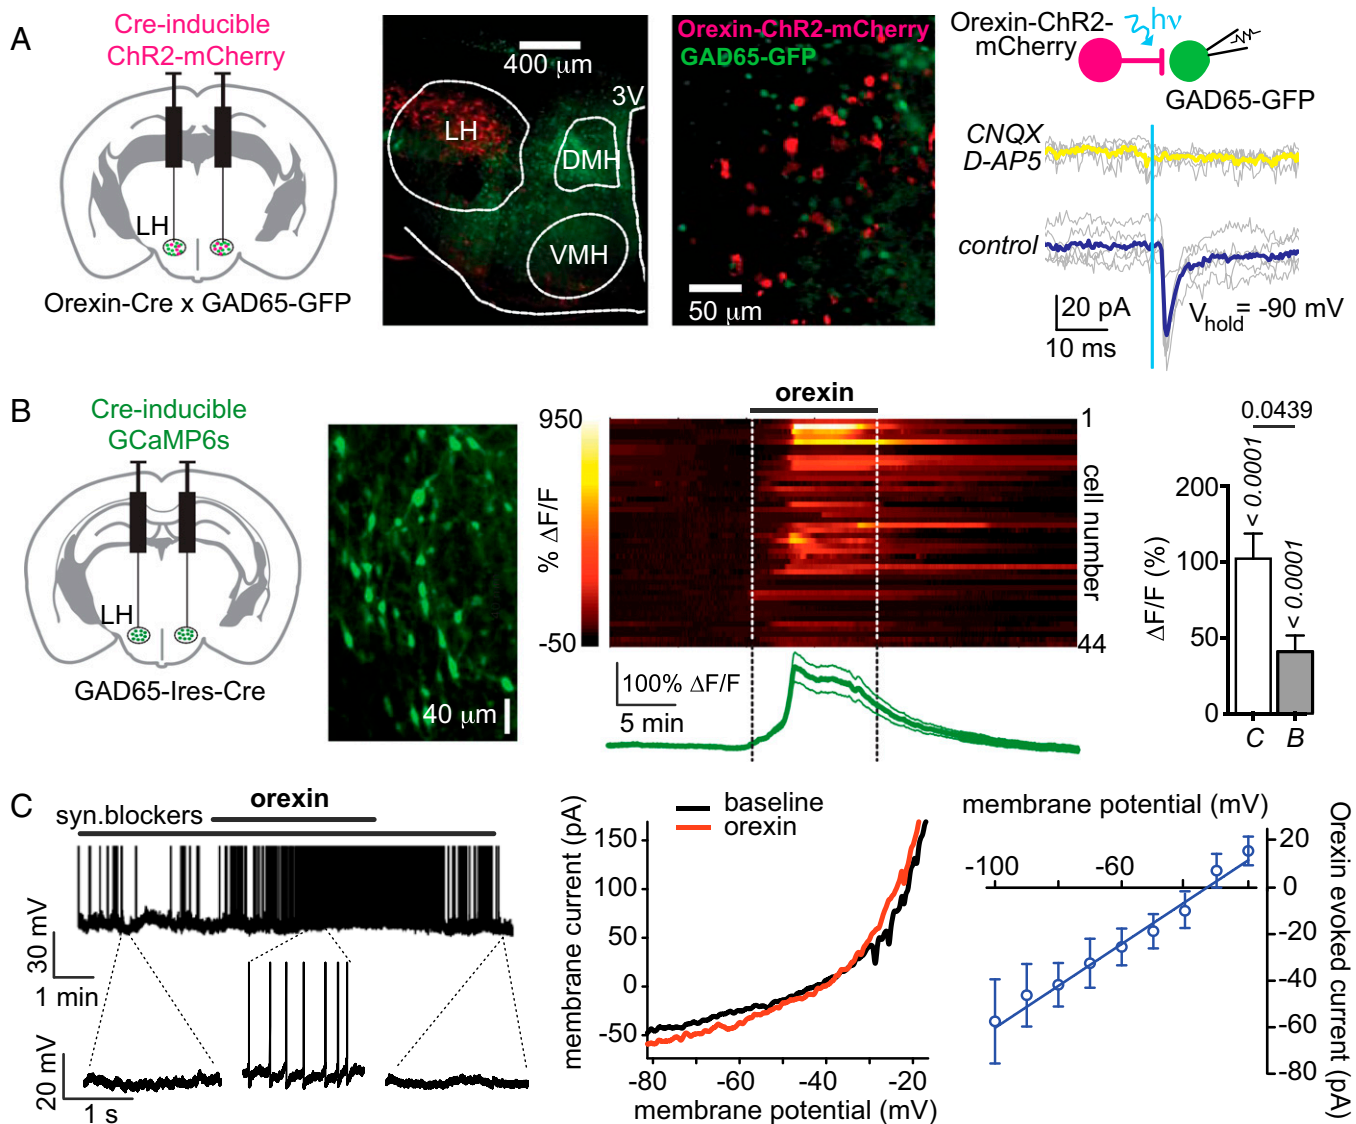 A
Cre-inducible
ChR2-mCherry
LH
Orexin-Cre x GAD65-GFP
400 μm
3V
LH
DMH
VMH
Orexin-ChR2-mCherry
GAD65-GFP
50 μm
Orexin-ChR2-
mCherry
hν
GAD65-GFP
CNQX
D-AP5
control
20 pA
10 ms
Vhold = -90 mV
B
Cre-inducible
GCaMP6s
LH
GAD65-Ires-Cre
40 μm
950
% ΔF/F
-50
orexin
1
cell number
44
100% ΔF/F
5 min
0.0439
< 0.0001
< 0.0001
200
100
50
0
ΔF/F (%)
C
B
C
syn.blockers
orexin
30 mV
1 min
20 mV
1 s
baseline
orexin
membrane current (pA)
150
100
50
0
-50
-80
-60
-40
-20
membrane potential (mV)
membrane potential (mV)
-100
-60
20
0
-20
-40
-60
-80
Orexin evoked current (pA)